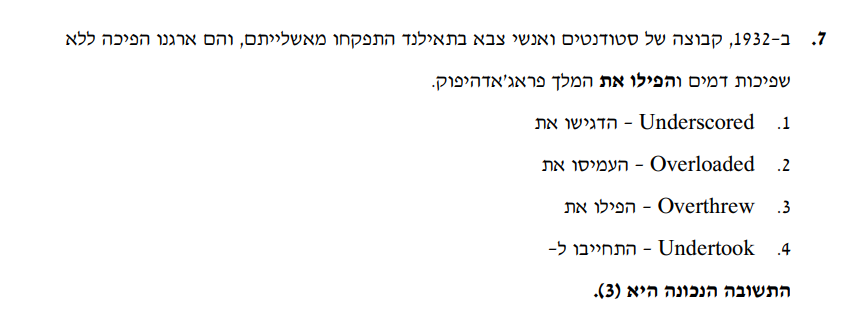 7. ב-1932, קבוצה של סטודנטים ואנשי צבא בתאילנד התפקחו מאשלייתם, והם ארגנו הפיכה ללא
שפיכות דמים והפילו את המלך פראג'אדהיפוק.
1. Underscored – הדגישו את
2. Overloaded – העמיסו את
3. Overthrew – הפילו את
4. Undertook – התחייבו ל–
התשובה הנכונה היא (3).